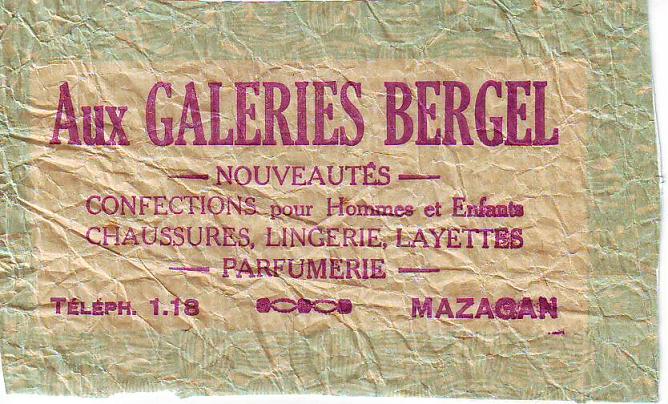 Aux GALERIES BERGEL
— NOUVEAUTÉS —
CONFECTIONS pour Hommes et Enfants
CHAUSSURES, LINGERIE, LAYETTES
— PARFUMERIE —
TÉLÉPH. 1.18 MAZAGAN